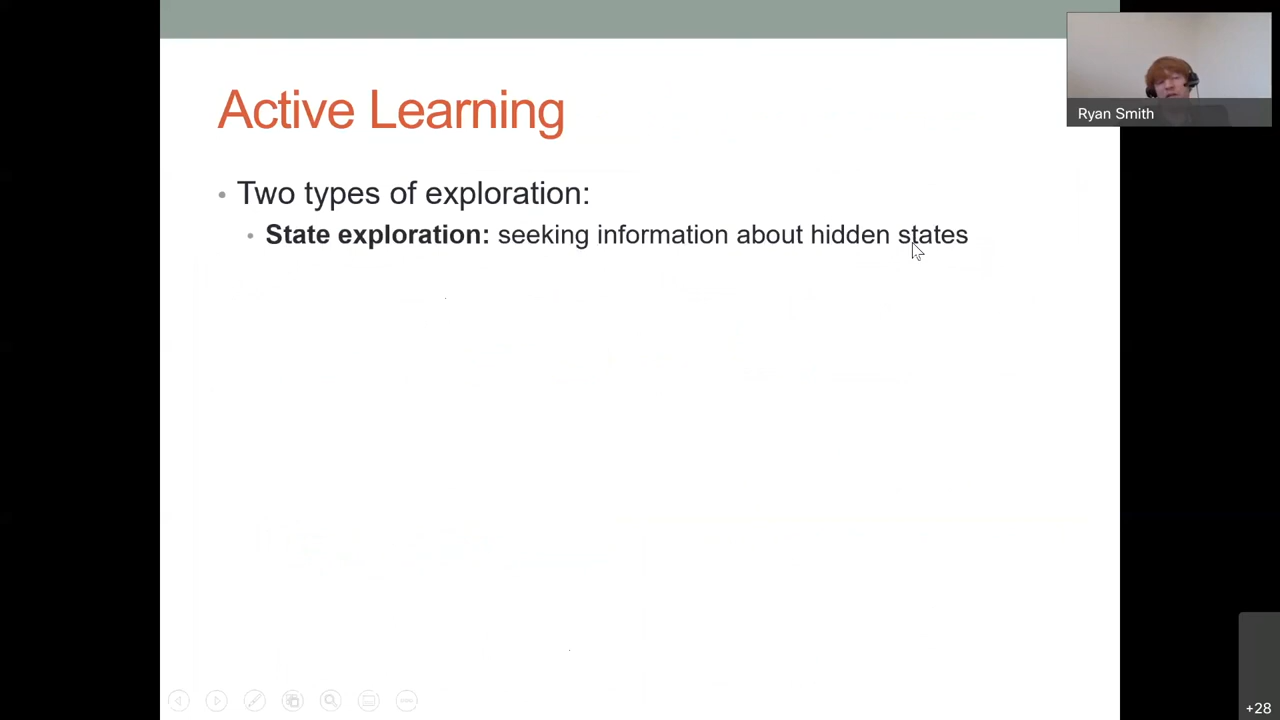 Active Learning
• Two types of exploration:
• State exploration: seeking information about hidden states
Ryan Smith
+28